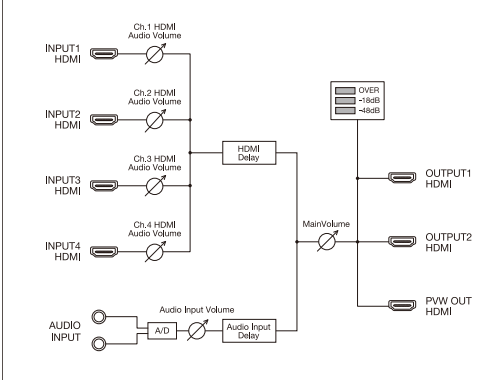 Ch.1 HDMI
Audio Volume
INPUT1
HDMI
Ch.2 HDMI
Audio Volume
INPUT2
HDMI
Ch.3 HDMI
Audio Volume
INPUT3
HDMI
Ch.4 HDMI
Audio Volume
INPUT4
HDMI
AUDIO
INPUT
A/D
Audio Input Volume
Audio Input
Delay
HDMI
Delay
MainVolume
OVER
-18dB
-48dB
OUTPUT1
HDMI
OUTPUT2
HDMI
PVW OUT
HDMI